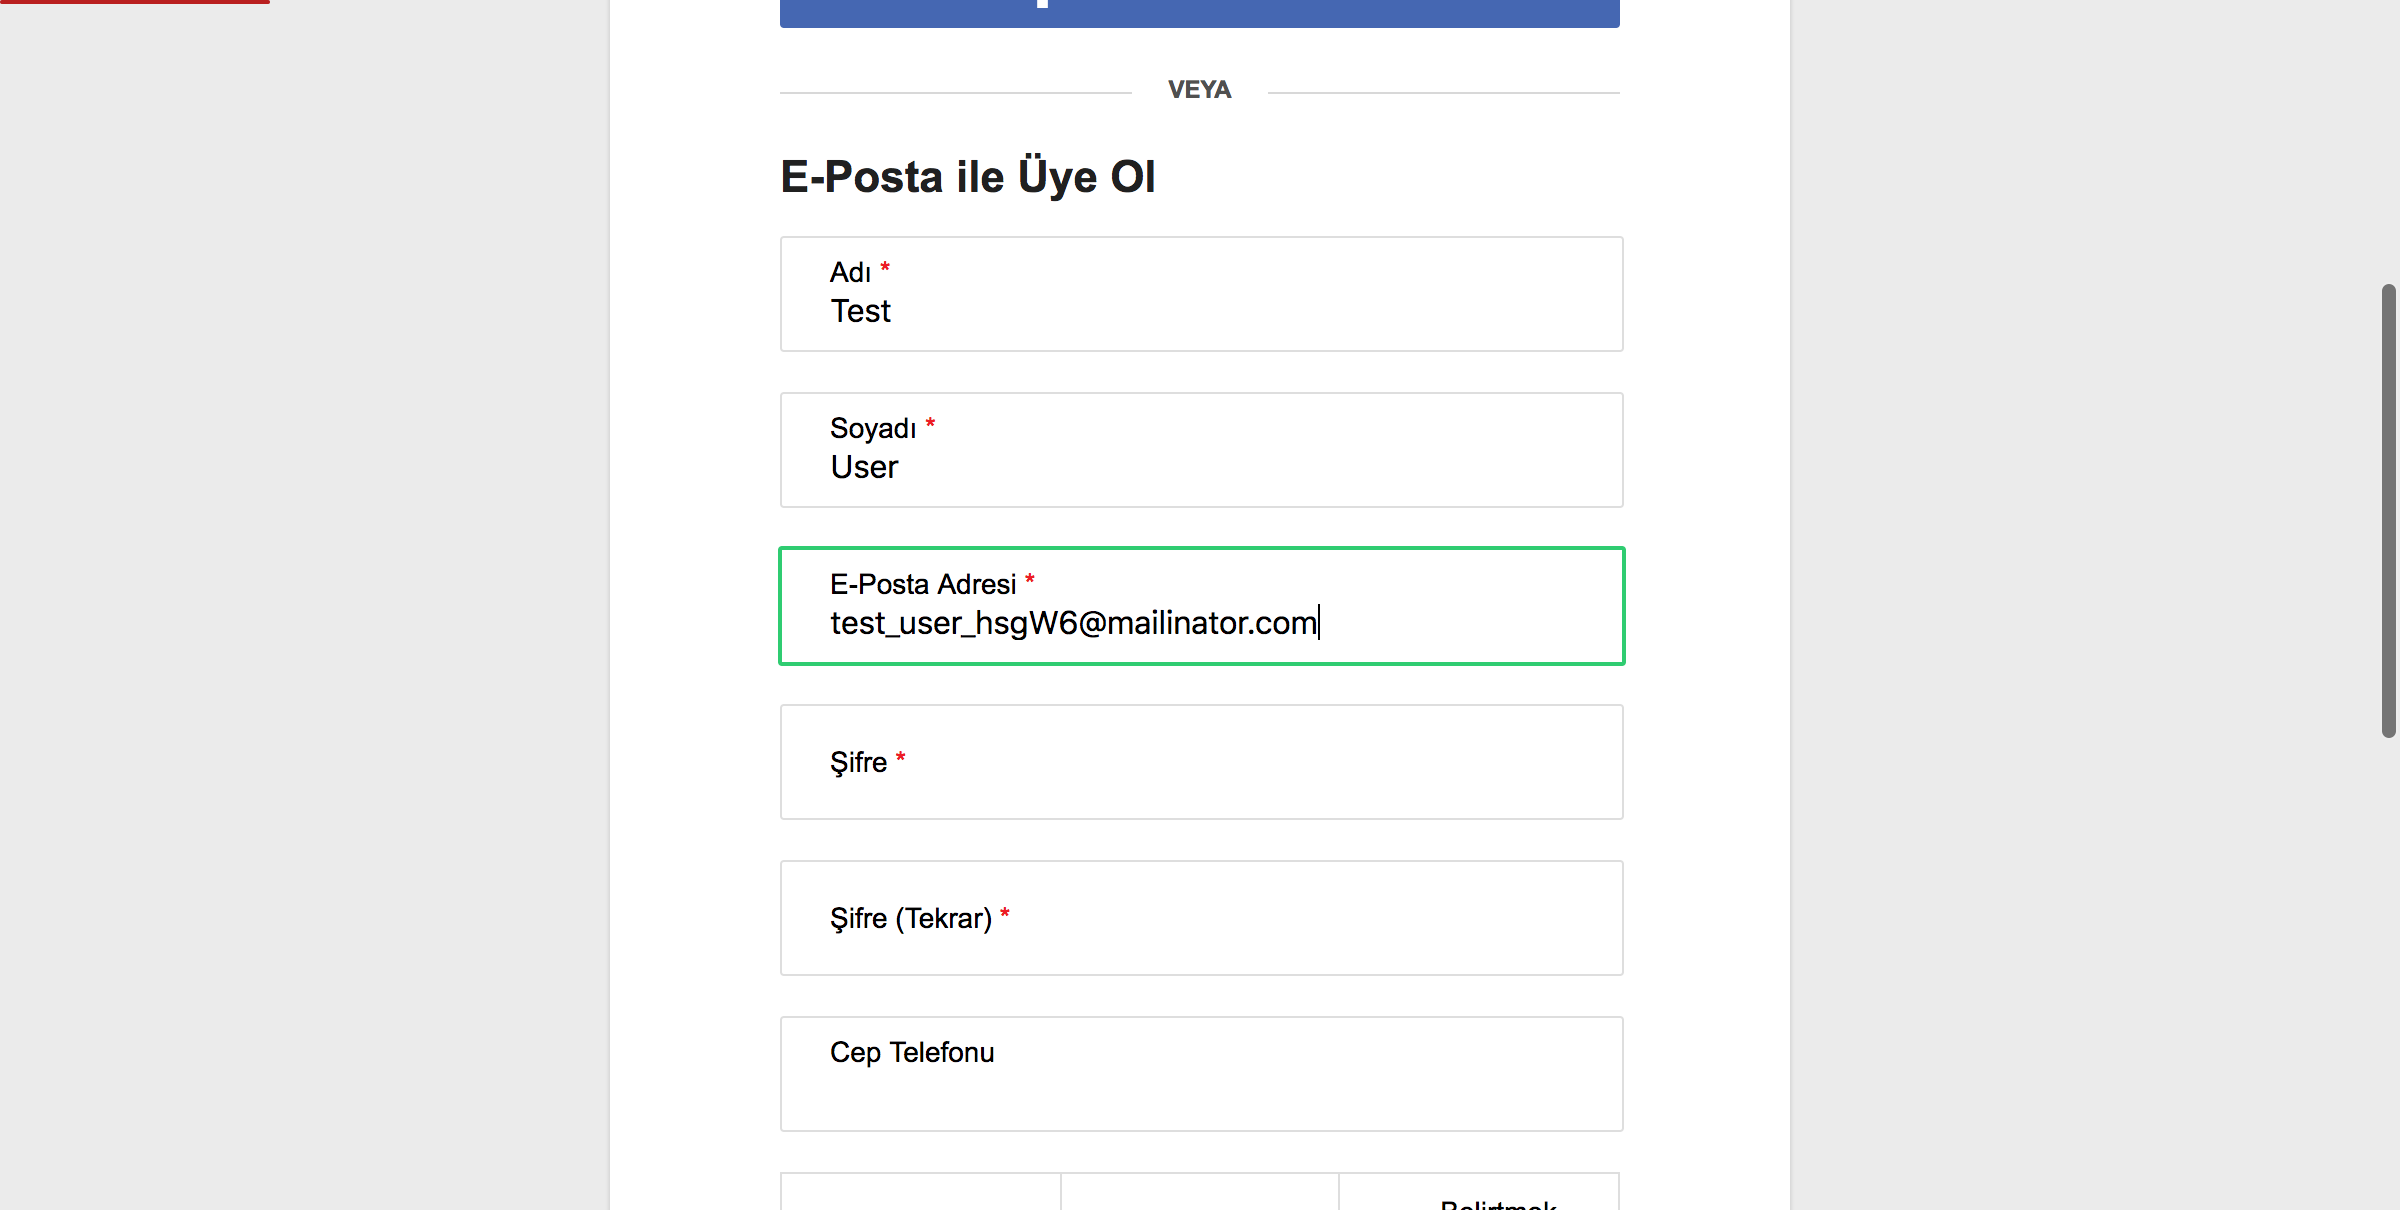 VEYA
E-Posta ile Üye Ol
Adı *
Test
Soyadı *
User
E-Posta Adresi *
test_user_hsgW6@mailinator.com
Şifre *
Şifre (Tekrar) *
Cep Telefonu
Belirtmek